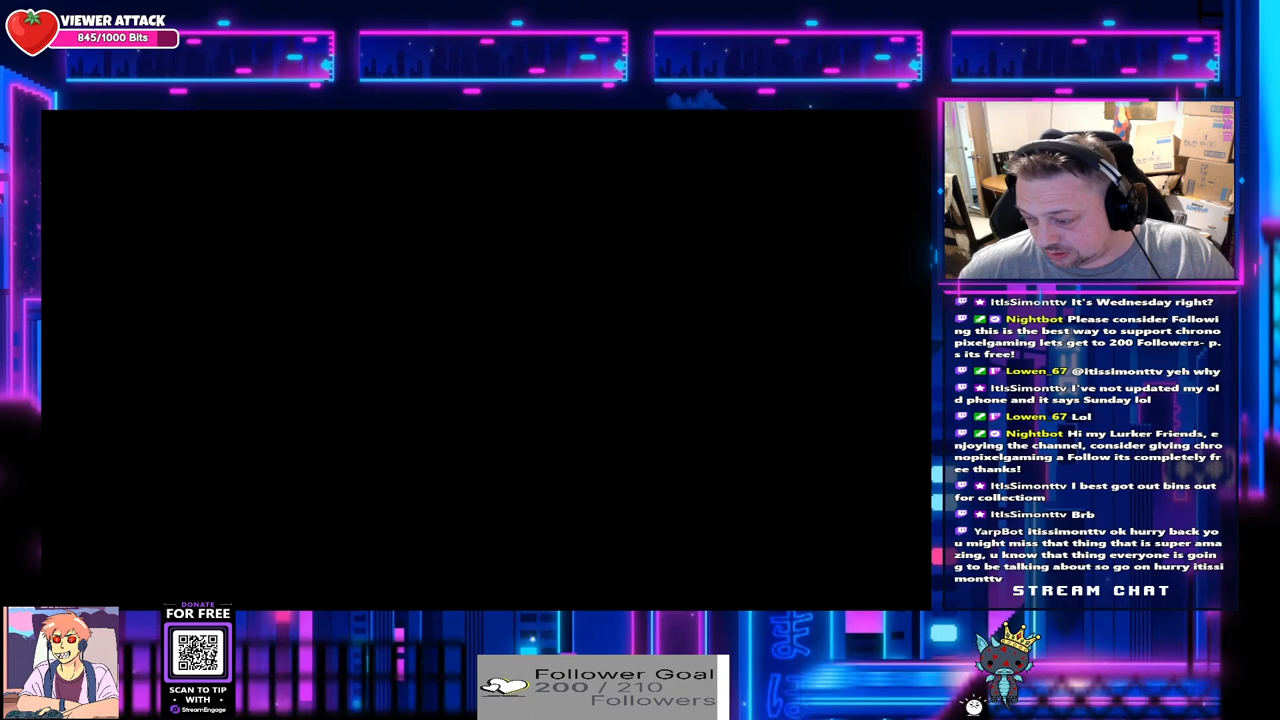 VIEWER ATTACK
845/1000 Bits
ItIsSimonttv It's Wednesday right?
Nightbot Please consider Followi
ng this is the best way to support chrono
pixelgaming lets get to 200 Followers- p.
s its free!
Lowen_67 @itissimonttv yeh why
ItIsSimonttv I've not updated my ol
d phone and it says Sunday lol
Lowen_67 Lol
Nightbot Hi my Lurker Friends, e
njoying the channel, consider giving chro
nopixelgaming a Follow its completely fr
ee thanks!
ItIsSimonttv I best got out bins out
for collectiom
ItIsSimonttv Brb
YarpBot itissimonttv ok hurry back yo
u might miss that thing that is super ama
zing, u know that thing everyone is goin
g to be talking about so go on hurry itissi
monttv
STREAM CHAT
DONATE
FOR FREE
SCAN TO TIP
WITH
StreamEngage
Follower Goal
200 / 210
Followers